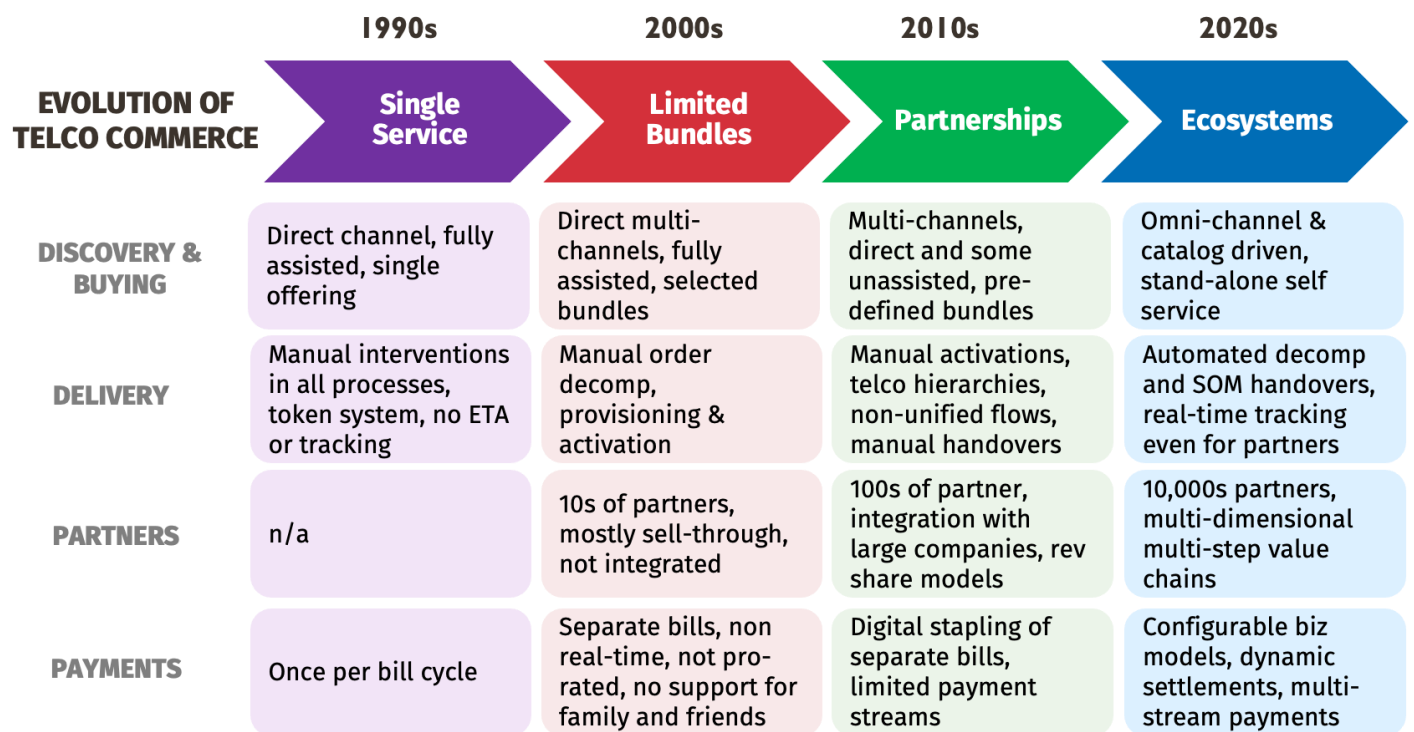 1990s
2000s
2010s
2020s
EVOLUTION OF
TELCO COMMERCE
Single
Service
Limited
Bundles
Partnerships
Ecosystems
DISCOVERY &
BUYING
Direct channel, fully
assisted, single
offering
Direct multi-
channels, fully
assisted, selected
bundles
Multi-channels,
direct and some
unassisted, pre-
defined bundles
Omni-channel &
catalog driven,
stand-alone self
service
DELIVERY
Manual interventions
in all processes,
token system, no ETA
or tracking
Manual order
decomp,
provisioning &
activation
Manual activations,
telco hierarchies,
non-unified flows,
manual handovers
Automated decomp
and SOM handovers,
real-time tracking
even for partners
PARTNERS
n/a
10s of partners,
mostly sell-through,
not integrated
100s of partner,
integration with
large companies, rev
share models
10,000s partners,
multi-dimensional
multi-step value
chains
PAYMENTS
Once per bill cycle
Separate bills, non
real-time, not pro-
rated, no support for
family and friends
Digital stapling of
separate bills,
limited payment
streams
Configurable biz
models, dynamic
settlements, multi-
stream payments